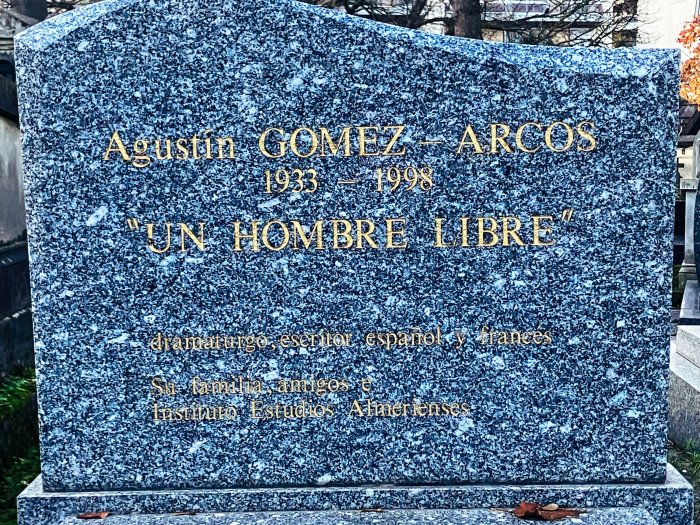 Agustín GOMEZ – ARCOS
1933 – 1998
"UN HOMBRE LIBRE"
dramaturgo, escritor español y francés
Su familia, amigos e
Instituto Estudios Almerienses